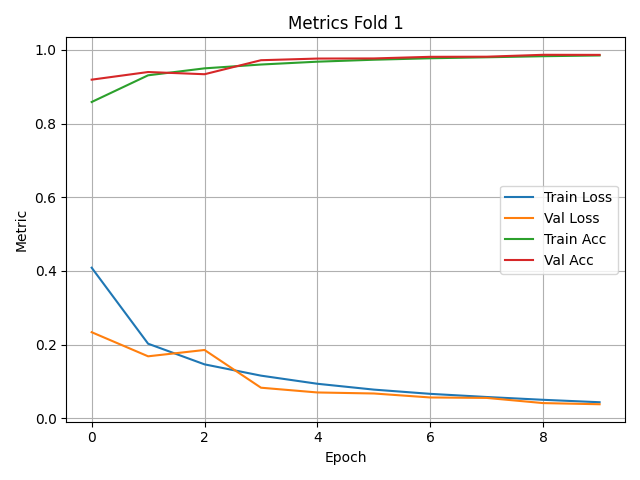 Metrics Fold 1
1.0
0.8
0.6
0.4
0.2
0.0
Metric
Train Loss
Val Loss
Train Acc
Val Acc
0 2 4 6 8
Epoch